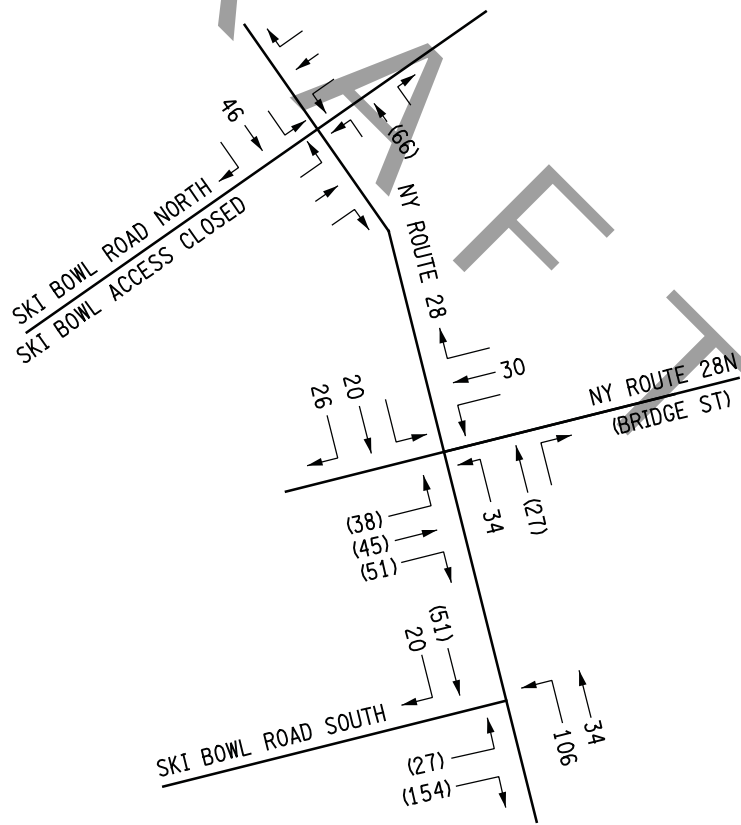 46
(66)
SKI BOWL ROAD NORTH
SKI BOWL ACCESS CLOSED
NY ROUTE 28
30
NY ROUTE 28N
(BRIDGE ST)
26
20
(38)
(45)
(51)
34
(27)
(51)
20
SKI BOWL ROAD SOUTH
(27)
(154)
106
34
A
F
T